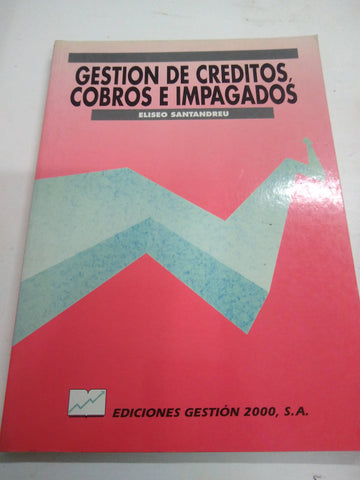 GESTION DE CREDITOS,
COBROS E IMPAGADOS
ELISEO SANTANDREU
EDICIONES GESTIÓN 2000, S.A.